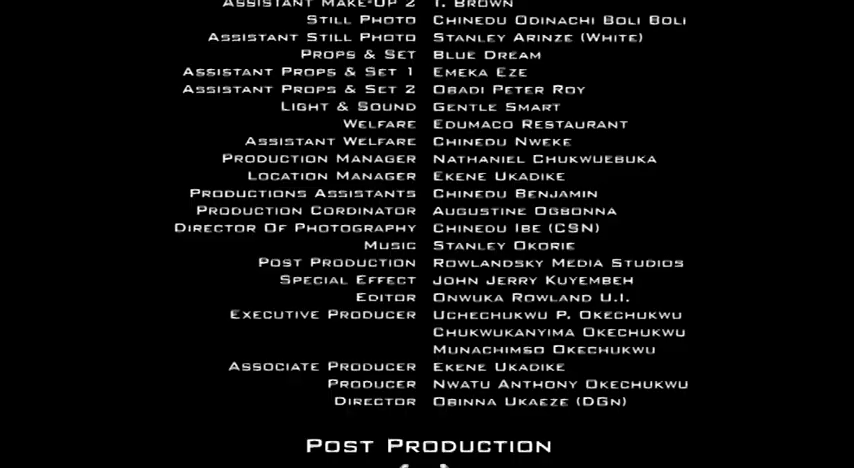 Assistant Make-Up 2 T. Brown
Still Photo Chinedu Odinachi Boli Boli
Assistant Still Photo Stanley Arinze (White)
Props & Set Blue Dream
Assistant Props & Set 1 Emeka Eze
Assistant Props & Set 2 Obadi Peter Roy
Light & Sound Gentle Smart
Welfare Edumaco Restaurant
Assistant Welfare Chinedu Nweke
Production Manager Nathaniel Chukwuebuka
Location Manager Ekene Ukadike
Productions Assistants Chinedu Benjamin
Production Cordinator Augustine Ogbonna
Director Of Photography Chinedu Ibe (CSN)
Music Stanley Okorie
Post Production Rowlandsky Media Studios
Special Effect John Jerry Kuyembeh
Editor Onwuka Rowland U.I.
Executive Producer Uchechukwu P. Okechukwu
Chukwukanyima Okechukwu
Munachimso Okechukwu
Associate Producer Ekene Ukadike
Producer Nwatu Anthony Okechukwu
Director Obinna Ukaeze (DGn)
Post Production